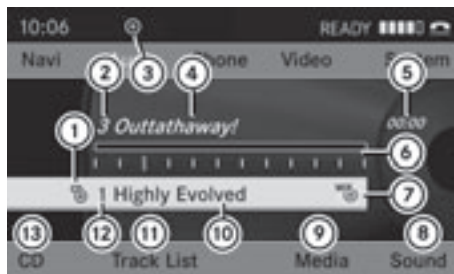 10:06 READY
Navi Phone Video System
2 3 4 5
3 Outtathaway! 00:00
1 6
1 Highly Evolved 7
13 12 11 10 9 8
CD Track List Media Sound